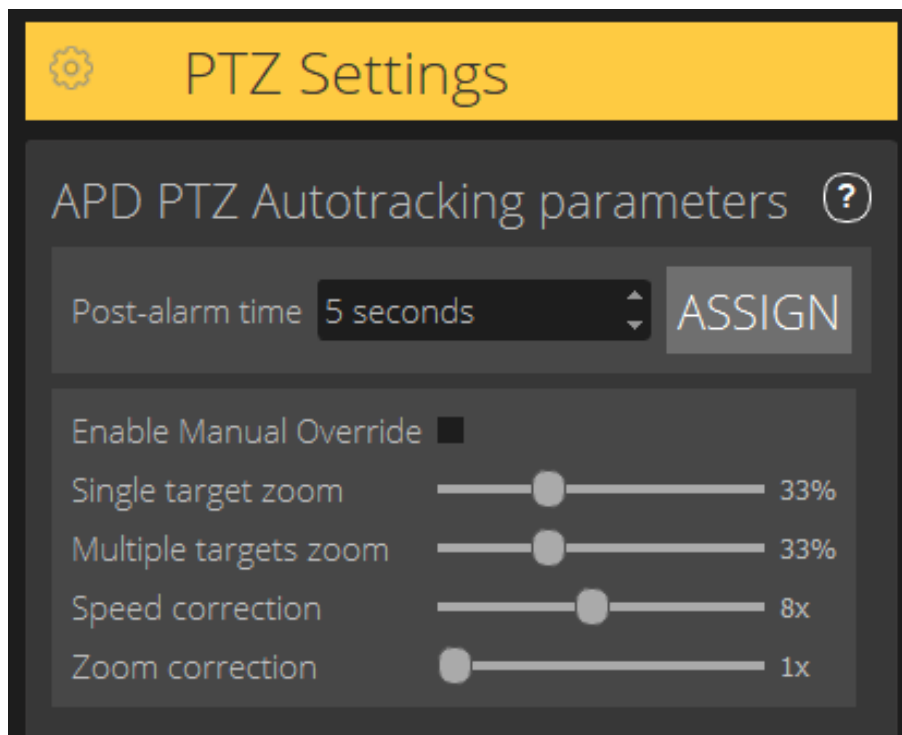 PTZ Settings
APD PTZ Autotracking parameters ?
Post-alarm time 5 seconds ASSIGN
Enable Manual Override
Single target zoom 33%
Multiple targets zoom 33%
Speed correction 8x
Zoom correction 1x